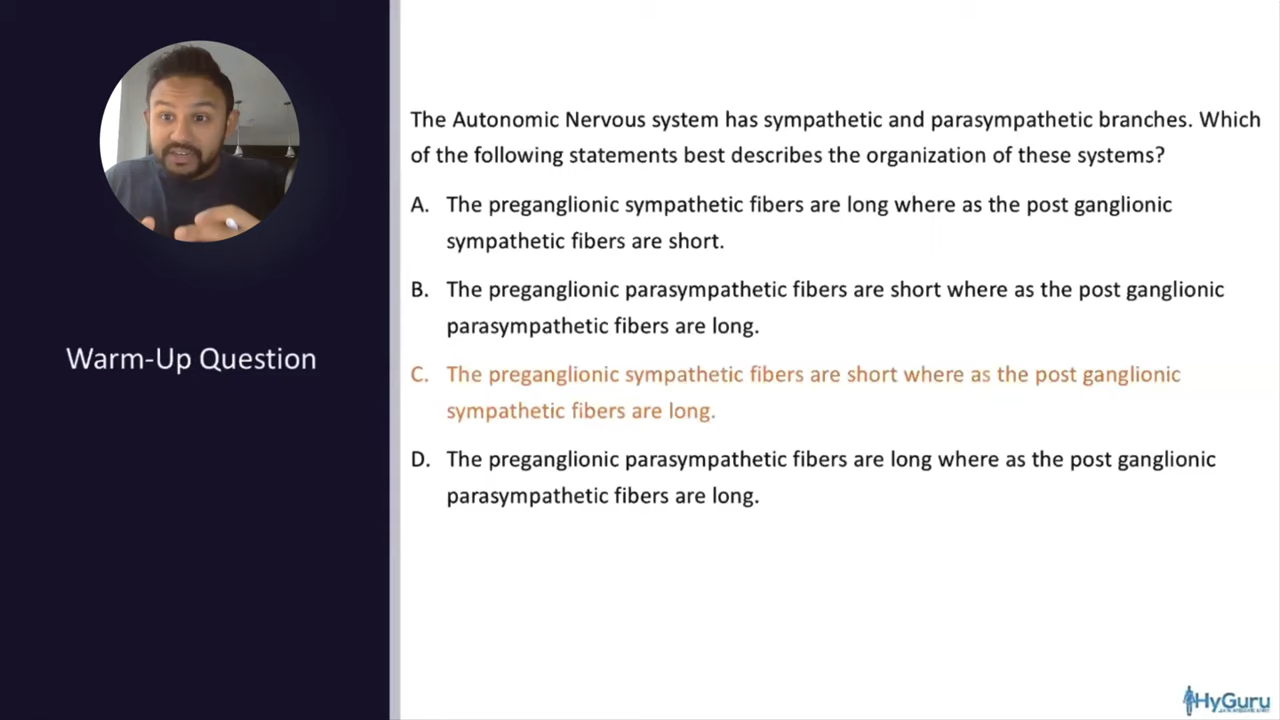 The Autonomic Nervous system has sympathetic and parasympathetic branches. Which
of the following statements best describes the organization of these systems?
A. The preganglionic sympathetic fibers are long where as the post ganglionic
sympathetic fibers are short.
B. The preganglionic parasympathetic fibers are short where as the post ganglionic
parasympathetic fibers are long.
Warm-Up Question
C. The preganglionic sympathetic fibers are short where as the post ganglionic
sympathetic fibers are long.
D. The preganglionic parasympathetic fibers are long where as the post ganglionic
parasympathetic fibers are long.
HyGuru